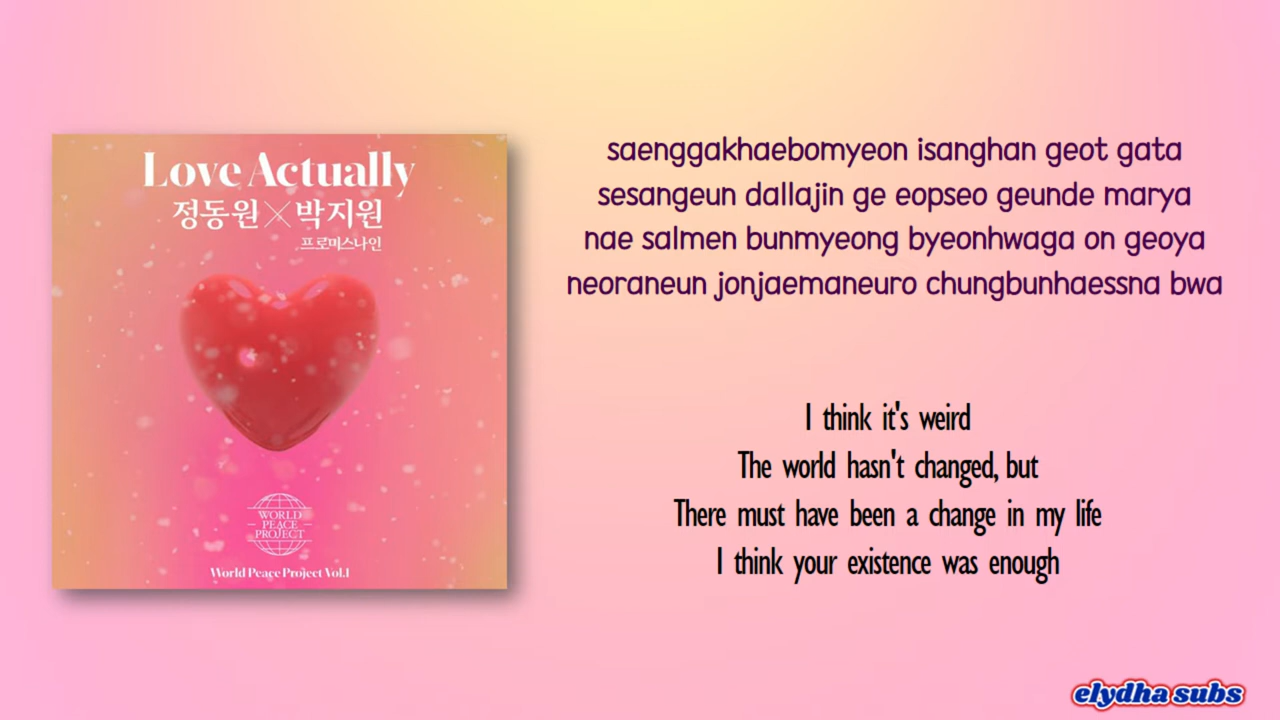 Love Actually
정동원×박지원
프로미스나인
WORLD
PEACE
PROJECT
World Peace Project Vol.1
saenggakhaebomyeon isanghan geot gata
sesangeun dallajin ge eopseo geunde marya
nae salmen bunmyeong byeonhwaga on geoya
neoraneun jonjaemaneuro chungbunhaessna bwa
I think it's weird
The world hasn't changed, but
There must have been a change in my life
I think your existence was enough
elydha subs